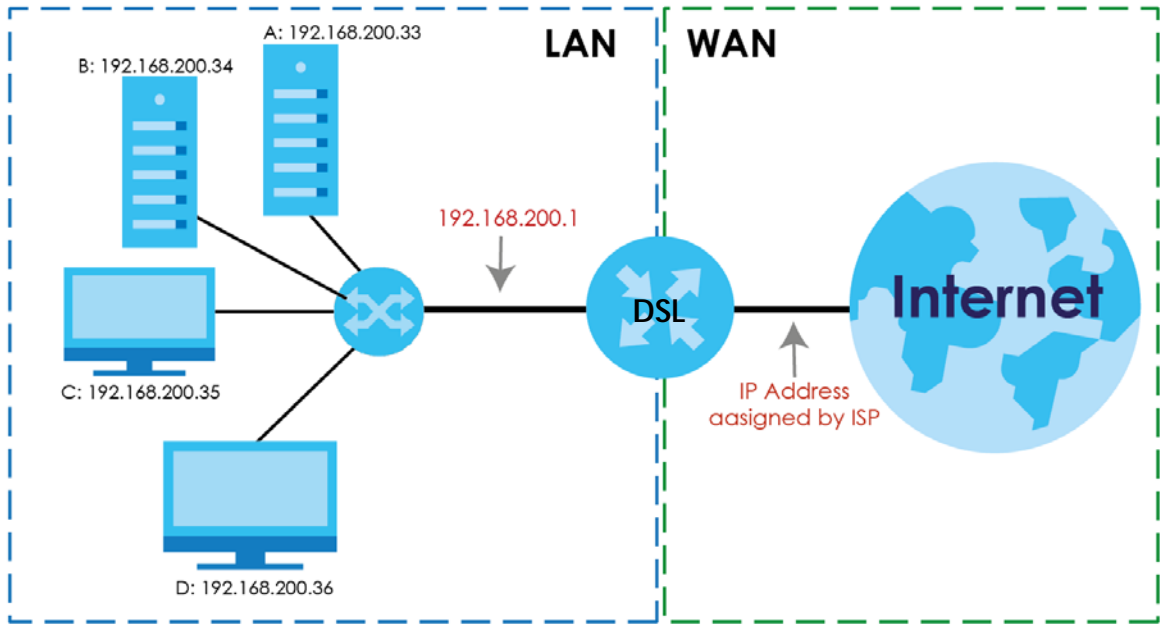 A: 192.168.200.33
LAN
WAN
B: 192.168.200.34
192.168.200.1
Internet
DSL
C: 192.168.200.35
IP Address
aasigned by ISP
D: 192.168.200.36